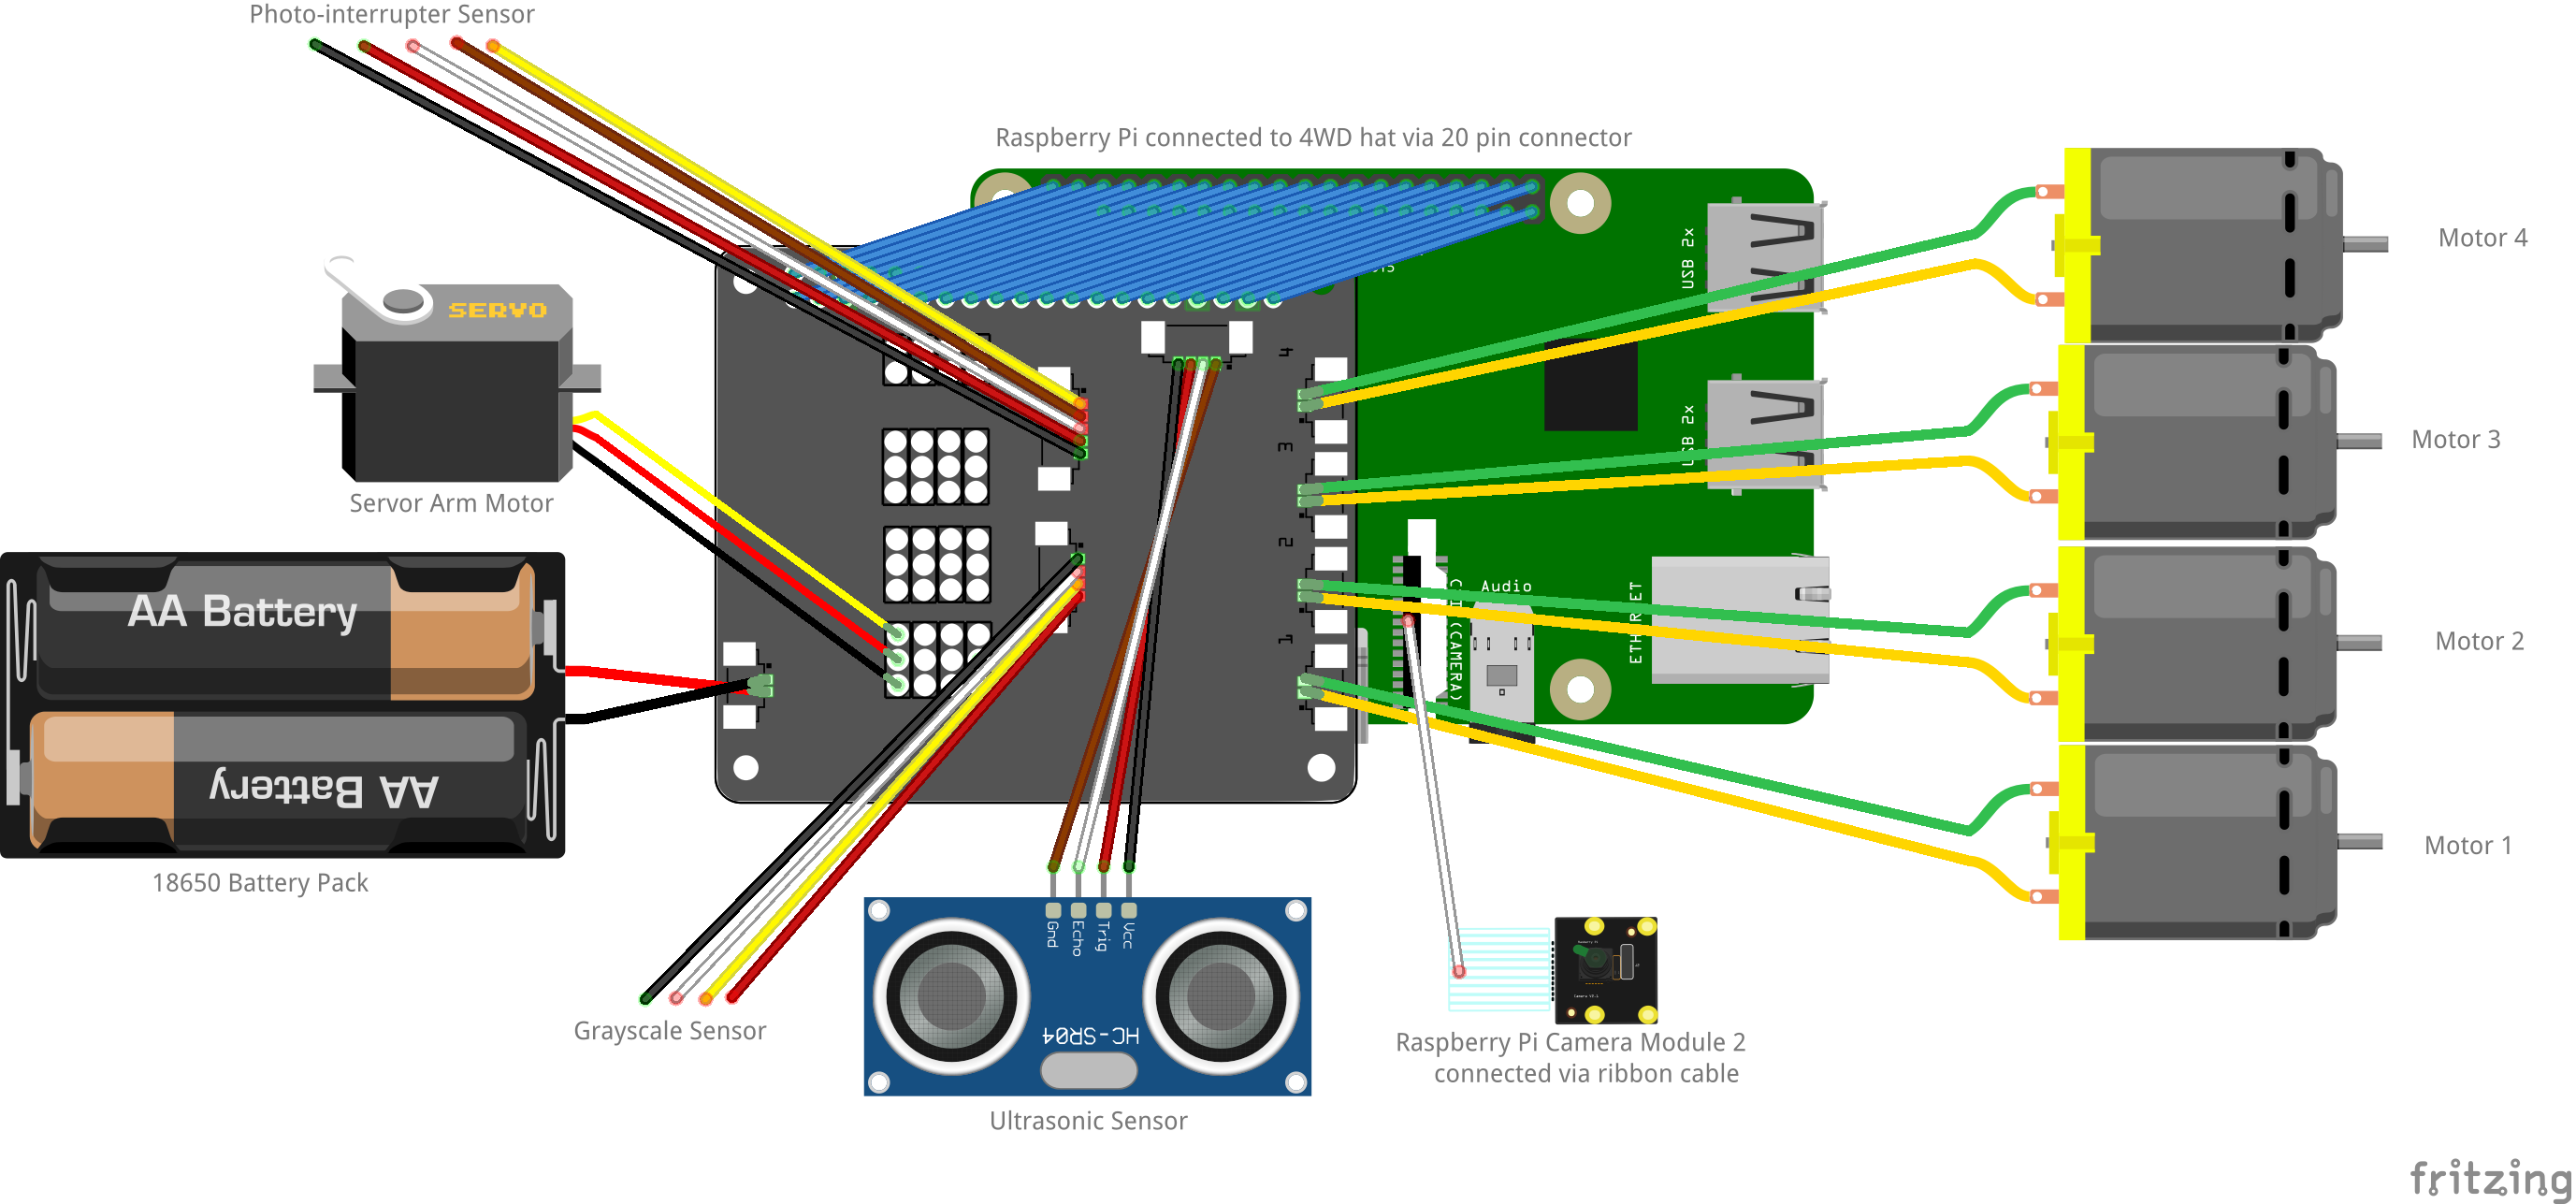 Photo-interrupter Sensor
Raspberry Pi connected to 4WD hat via 20 pin connector
Motor 4
USB 2x
SERVO
4
Motor 3
USB 2x
3
Servor Arm Motor
2
Audio
AA Battery
ETHERNET
(CAMERA)
1
Motor 2
AA Battery
Motor 1
18650 Battery Pack
Gnd
Echo
Trig
Vcc
Grayscale Sensor
HC-SR04
Raspberry Pi Camera Module 2
connected via ribbon cable
Ultrasonic Sensor
fritzing